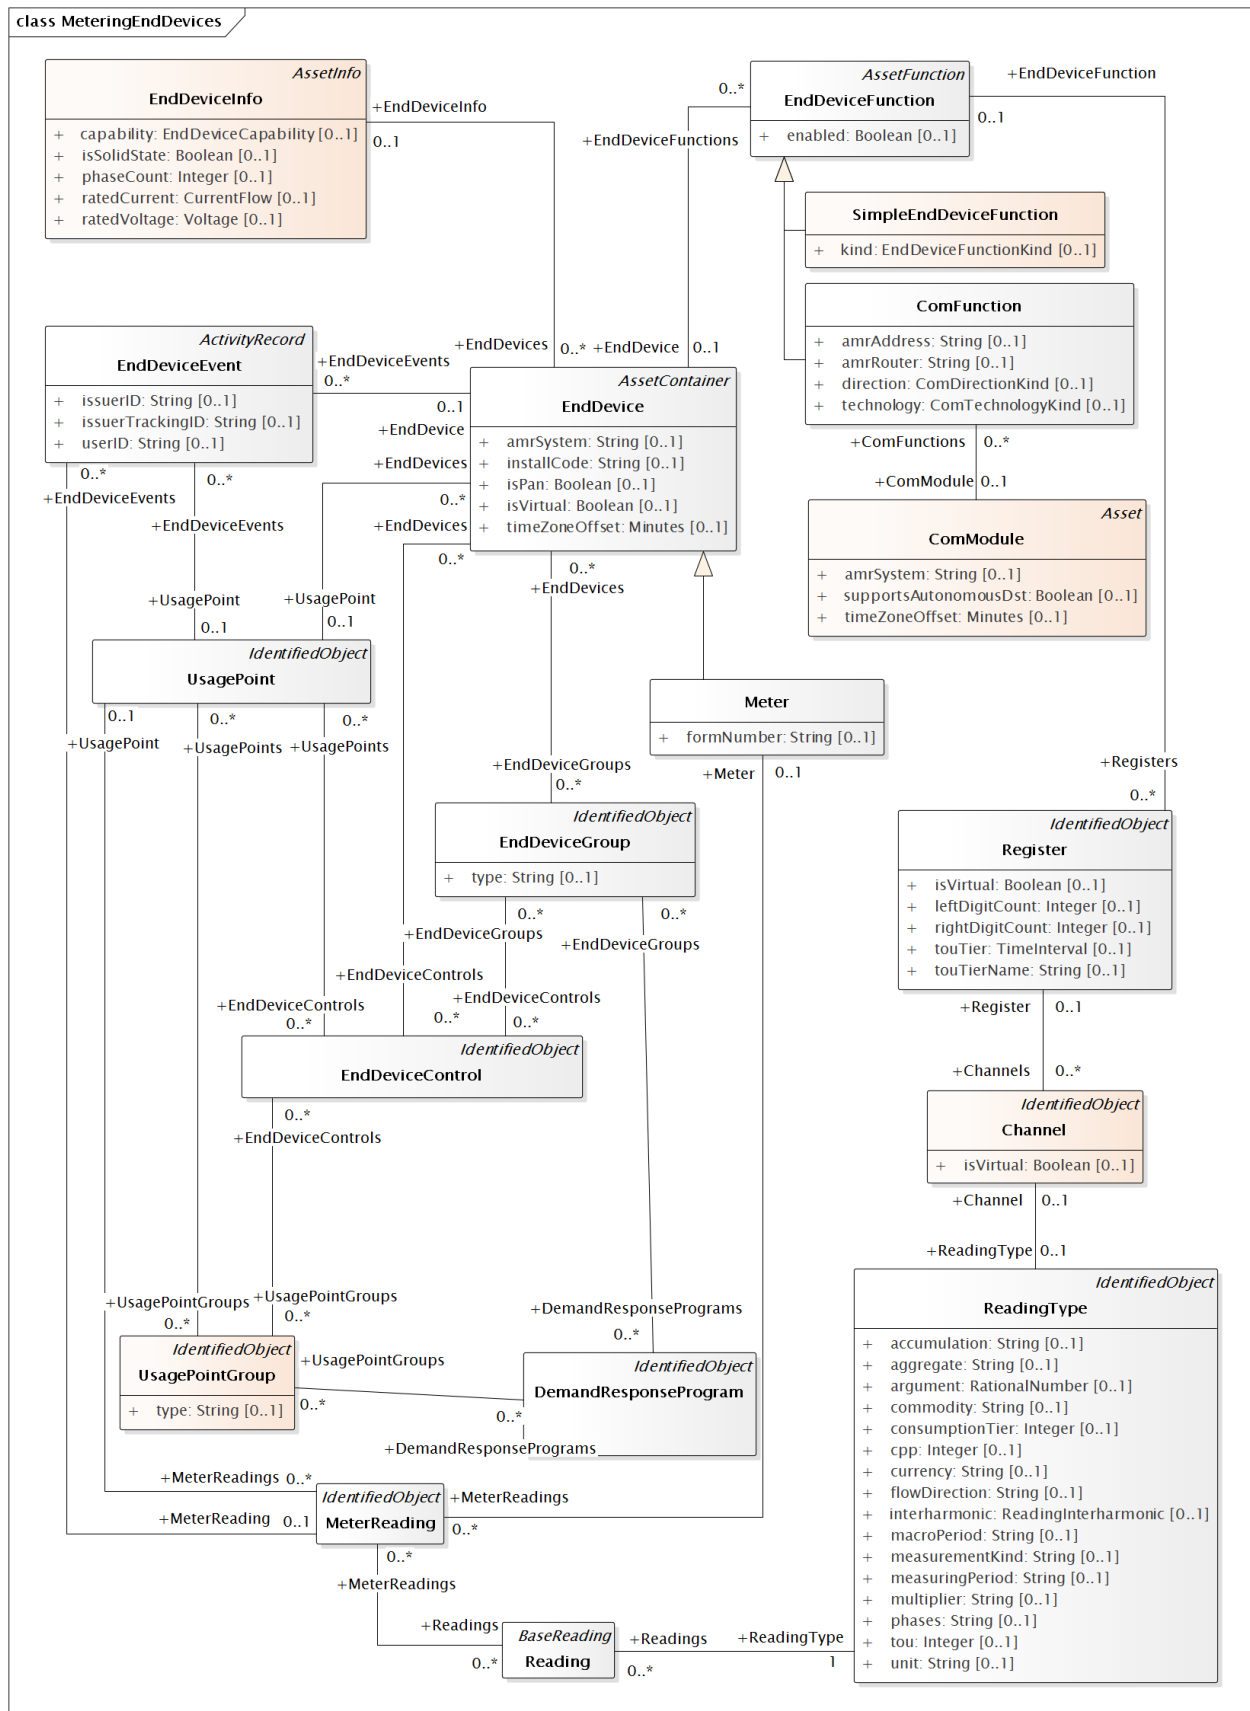 class MeteringEndDevices
AssetInfo
EndDeviceInfo
+ capability: EndDeviceCapability [0..1]
+ isSolidState: Boolean [0..1]
+ phaseCount: Integer [0..1]
+ ratedCurrent: CurrentFlow [0..1]
+ ratedVoltage: Voltage [0..1]
+EndDeviceInfo
0..1
AssetFunction
EndDeviceFunction
+ enabled: Boolean [0..1]
0..*
+EndDeviceFunctions
+EndDeviceFunction
0..1
SimpleEndDeviceFunction
+ kind: EndDeviceFunctionKind [0..1]
ComFunction
+ amrAddress: String [0..1]
+ amrRouter: String [0..1]
+ direction: ComDirectionKind [0..1]
+ technology: ComTechnologyKind [0..1]
+ComFunctions 0..*
+ComModule 0..1
Asset
ComModule
+ amrSystem: String [0..1]
+ supportsAutonomousDst: Boolean [0..1]
+ timeZoneOffset: Minutes [0..1]
ActivityRecord
EndDeviceEvent
+ issuerID: String [0..1]
+ issuerTrackingID: String [0..1]
+ userID: String [0..1]
+EndDeviceEvents
0..*
+EndDevices 0..*
+EndDevice 0..1
0..1
+EndDevice
AssetContainer
EndDevice
+ amrSystem: String [0..1]
+ installCode: String [0..1]
+ isPan: Boolean [0..1]
+ isVirtual: Boolean [0..1]
+ timeZoneOffset: Minutes [0..1]
+EndDevices
0..*
+EndDevices
0..*
0..*
+EndDevices
0..*
+EndDeviceEvents
0..*
+EndDeviceEvents
+UsagePoint
0..1
+UsagePoint
0..1
IdentifiedObject
UsagePoint
0..1
+UsagePoint
0..*
+UsagePoints
0..*
+UsagePoints
Meter
+ formNumber: String [0..1]
+Meter 0..1
+EndDeviceGroups
0..*
IdentifiedObject
EndDeviceGroup
+ type: String [0..1]
0..*
+EndDeviceGroups
0..*
+EndDeviceGroups
+Registers
0..*
IdentifiedObject
Register
+ isVirtual: Boolean [0..1]
+ leftDigitCount: Integer [0..1]
+ rightDigitCount: Integer [0..1]
+ touTier: TimeInterval [0..1]
+ touTierName: String [0..1]
+Register 0..1
+Channels 0..*
+EndDeviceControls
0..*
+EndDeviceControls
0..*
+EndDeviceControls
0..*
IdentifiedObject
EndDeviceControl
0..*
+EndDeviceControls
IdentifiedObject
Channel
+ isVirtual: Boolean [0..1]
+Channel 0..1
+ReadingType 0..1
IdentifiedObject
ReadingType
+ accumulation: String [0..1]
+ aggregate: String [0..1]
+ argument: RationalNumber [0..1]
+ commodity: String [0..1]
+ consumptionTier: Integer [0..1]
+ cpp: Integer [0..1]
+ currency: String [0..1]
+ flowDirection: String [0..1]
+ interharmonic: ReadingInterharmonic [0..1]
+ macroPeriod: String [0..1]
+ measurementKind: String [0..1]
+ measuringPeriod: String [0..1]
+ multiplier: String [0..1]
+ phases: String [0..1]
+ tou: Integer [0..1]
+ unit: String [0..1]
+UsagePointGroups
0..*
+UsagePointGroups
0..*
IdentifiedObject
UsagePointGroup
+ type: String [0..1]
+UsagePointGroups
0..*
+DemandResponsePrograms
0..*
IdentifiedObject
DemandResponseProgram
0..*
+DemandResponsePrograms
+MeterReadings 0..*
+MeterReading 0..1
IdentifiedObject
MeterReading
+MeterReadings
0..*
0..*
+MeterReadings
+Readings
0..*
BaseReading
Reading
+Readings
0..*
+ReadingType
1